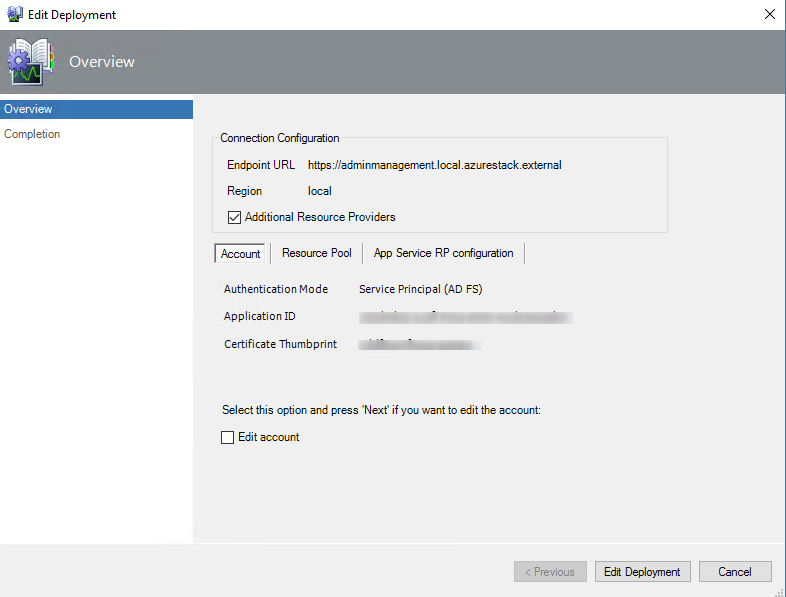 Edit Deployment
Overview
Overview
Completion
Connection Configuration
Endpoint URL https://adminmanagement.local.azurestack.external
Region local
Additional Resource Providers
Account Resource Pool App Service RP configuration
Authentication Mode Service Principal (AD FS)
Application ID
Certificate Thumbprint
Select this option and press 'Next' if you want to edit the account:
Edit account
< Previous Edit Deployment Cancel